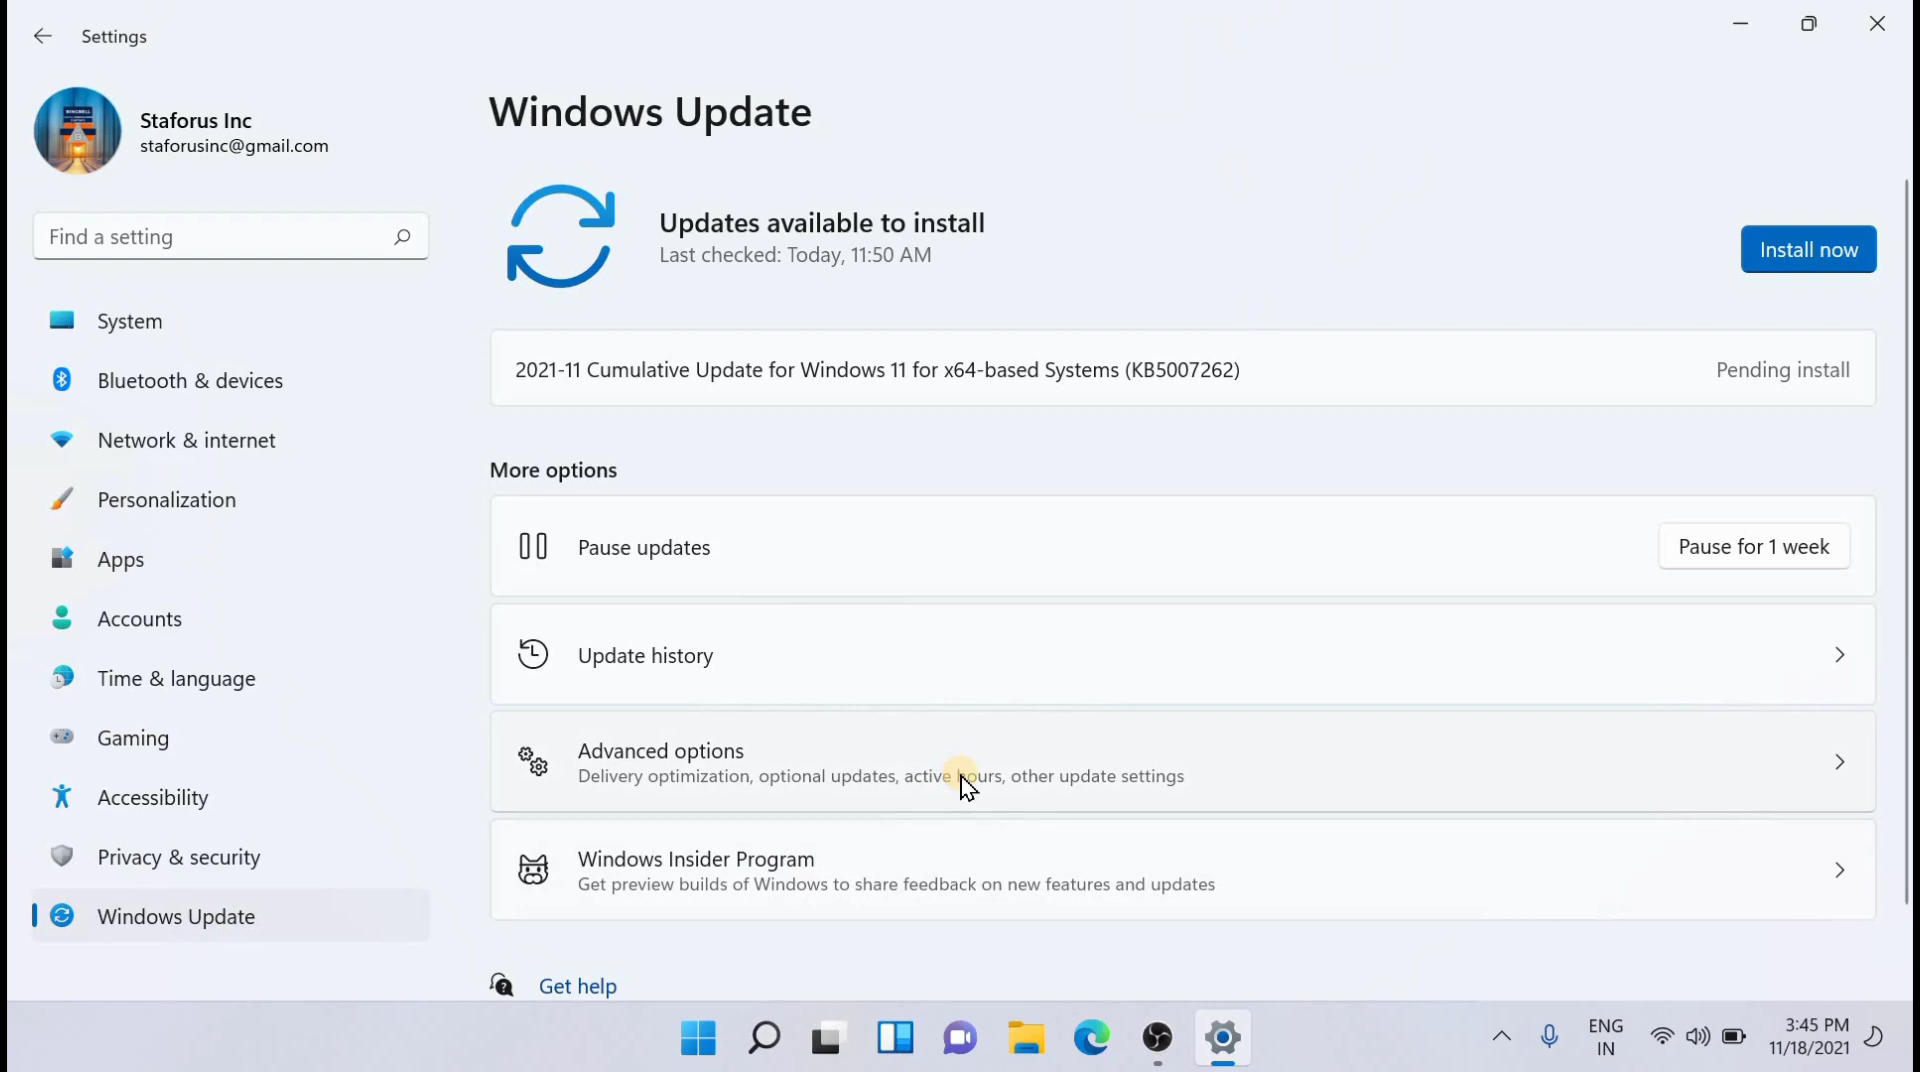 Settings
Staforus Inc
staforusinc@gmail.com
Find a setting
System
Bluetooth & devices
Network & internet
Personalization
Apps
Accounts
Time & language
Gaming
Accessibility
Privacy & security
Windows Update
Windows Update
Updates available to install
Last checked: Today, 11:50 AM
Install now
2021-11 Cumulative Update for Windows 11 for x64-based Systems (KB5007262)
Pending install
More options
Pause updates
Pause for 1 week
Update history
Advanced options
Delivery optimization, optional updates, active hours, other update settings
Windows Insider Program
Get preview builds of Windows to share feedback on new features and updates
Get help
ENG
IN
3:45 PM
11/18/2021